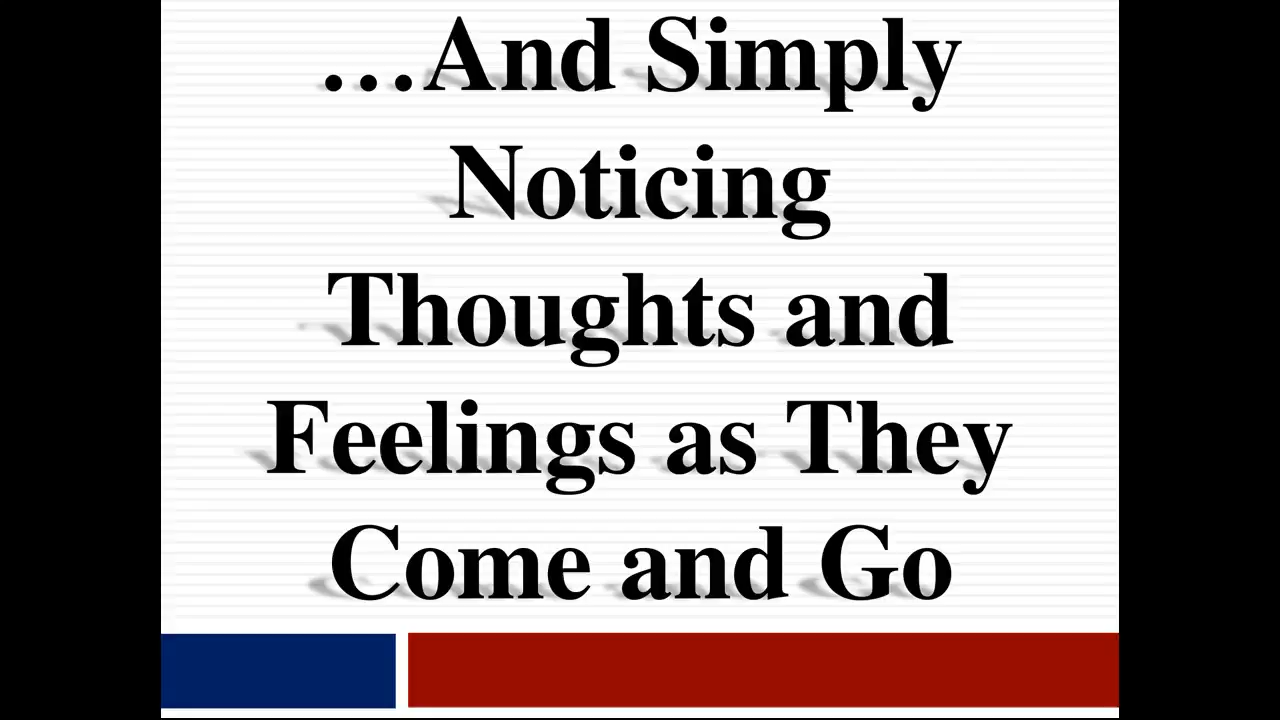 …And Simply
Noticing
Thoughts and
Feelings as They
Come and Go